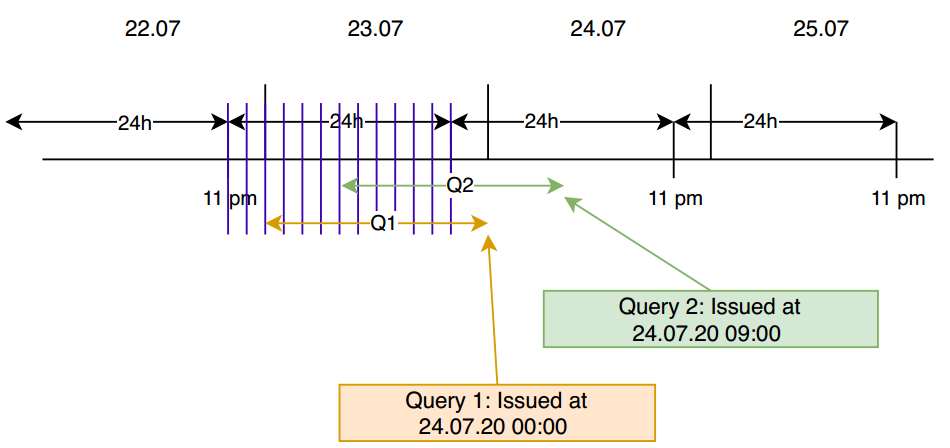 22.07
23.07
24.07
25.07
24h
24h
24h
24h
Q2
11 pm
11 pm
11 pm
Q1
Query 2: Issued at
24.07.20 09:00
Query 1: Issued at
24.07.20 00:00